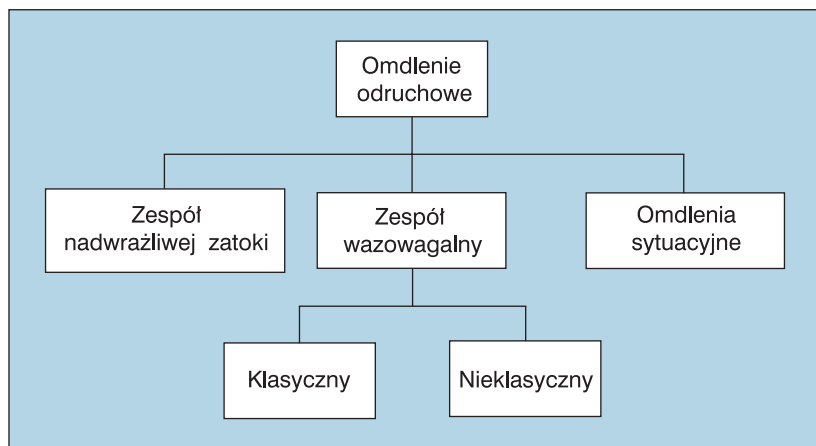 Omdlenie
odruchowe
Zespół
nadwrażliwej zatoki
Zespół
wazowagalny
Omdlenia
sytuacyjne
Klasyczny
Nieklasyczny